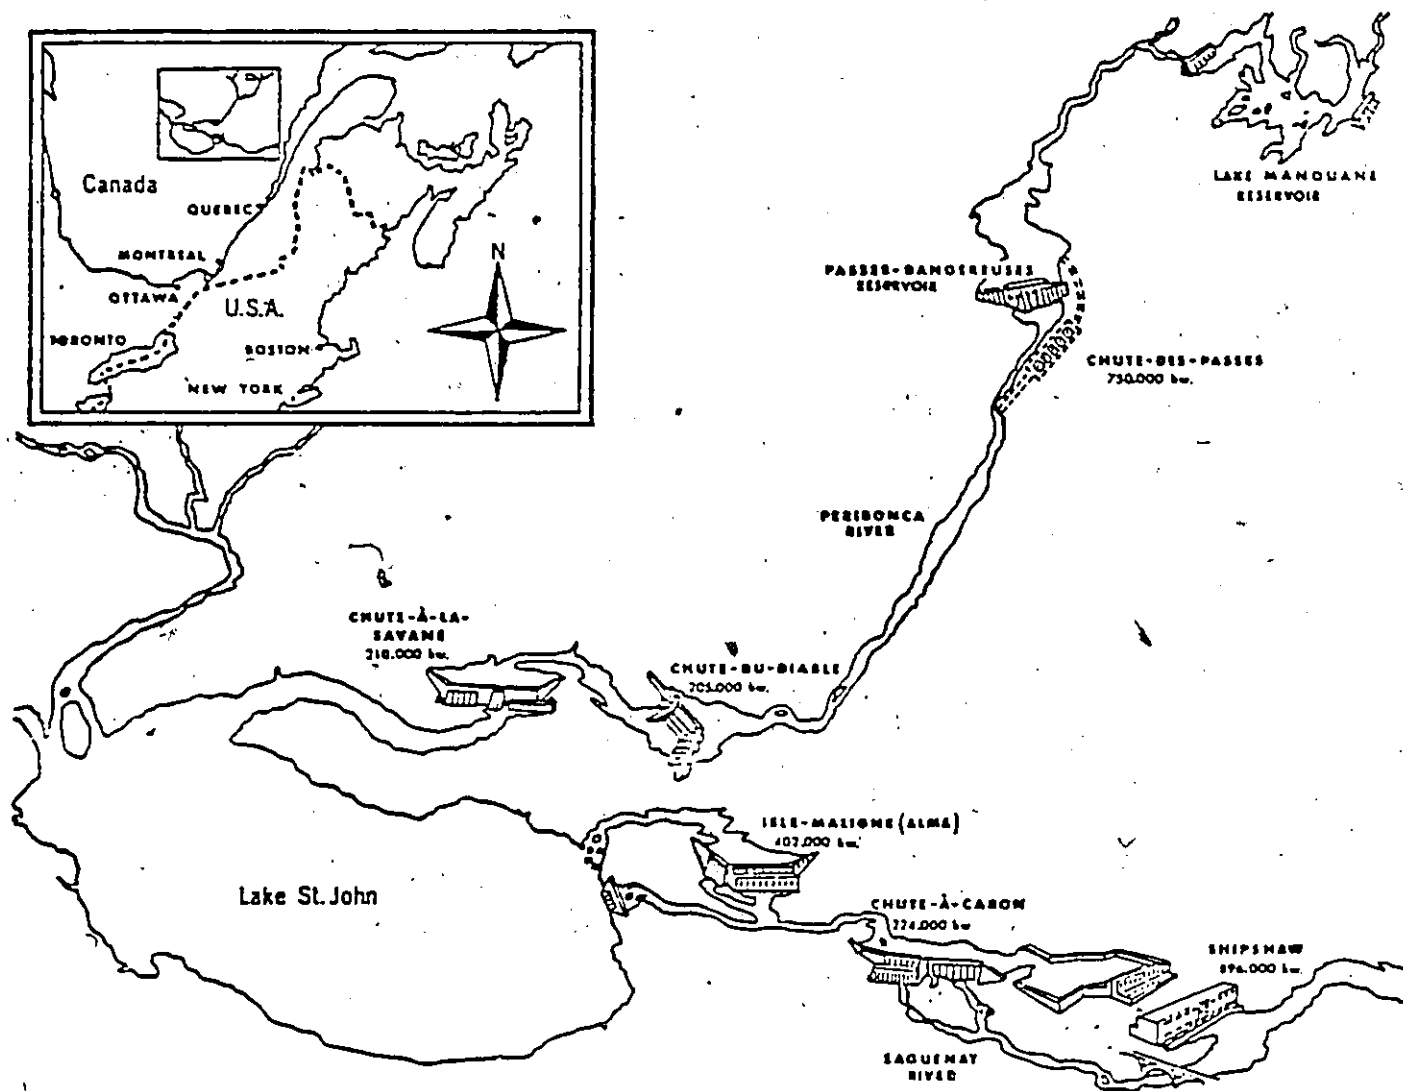 Canada
QUEBEC
MONTREAL
OTTAWA
U.S.A.
TORONTO
BOSTON
NEW YORK
N
LAKE MANOUANE
RESERVOIR
PASSES-DANGEREUSES
RESERVOIR
CHUTE-DES-PASSES
750.000 kw.
PERIBONCA
RIVER
CHUTE-À-LA-
SAVANE
210.000 kw.
CHUTE-DU-DIABLE
205.000 kw.
ISLE-MALIGNE (ALMA)
402.000 kw.
Lake St. John
CHUTE-À-CARON
224.000 kw
SHIPSHAW
896.000 kw.
SAGUENAY
RIVER